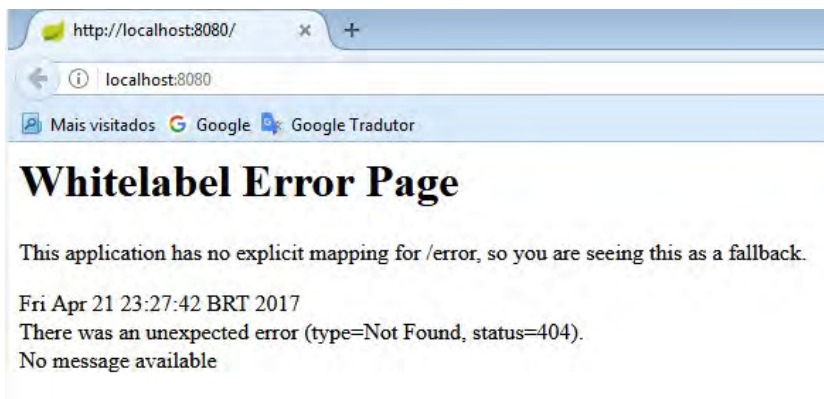 http://localhost:8080/
localhost:8080
Mais visitados Google Google Tradutor
Whitelabel Error Page
This application has no explicit mapping for /error, so you are seeing this as a fallback.
Fri Apr 21 23:27:42 BRT 2017
There was an unexpected error (type=Not Found, status=404).
No message available